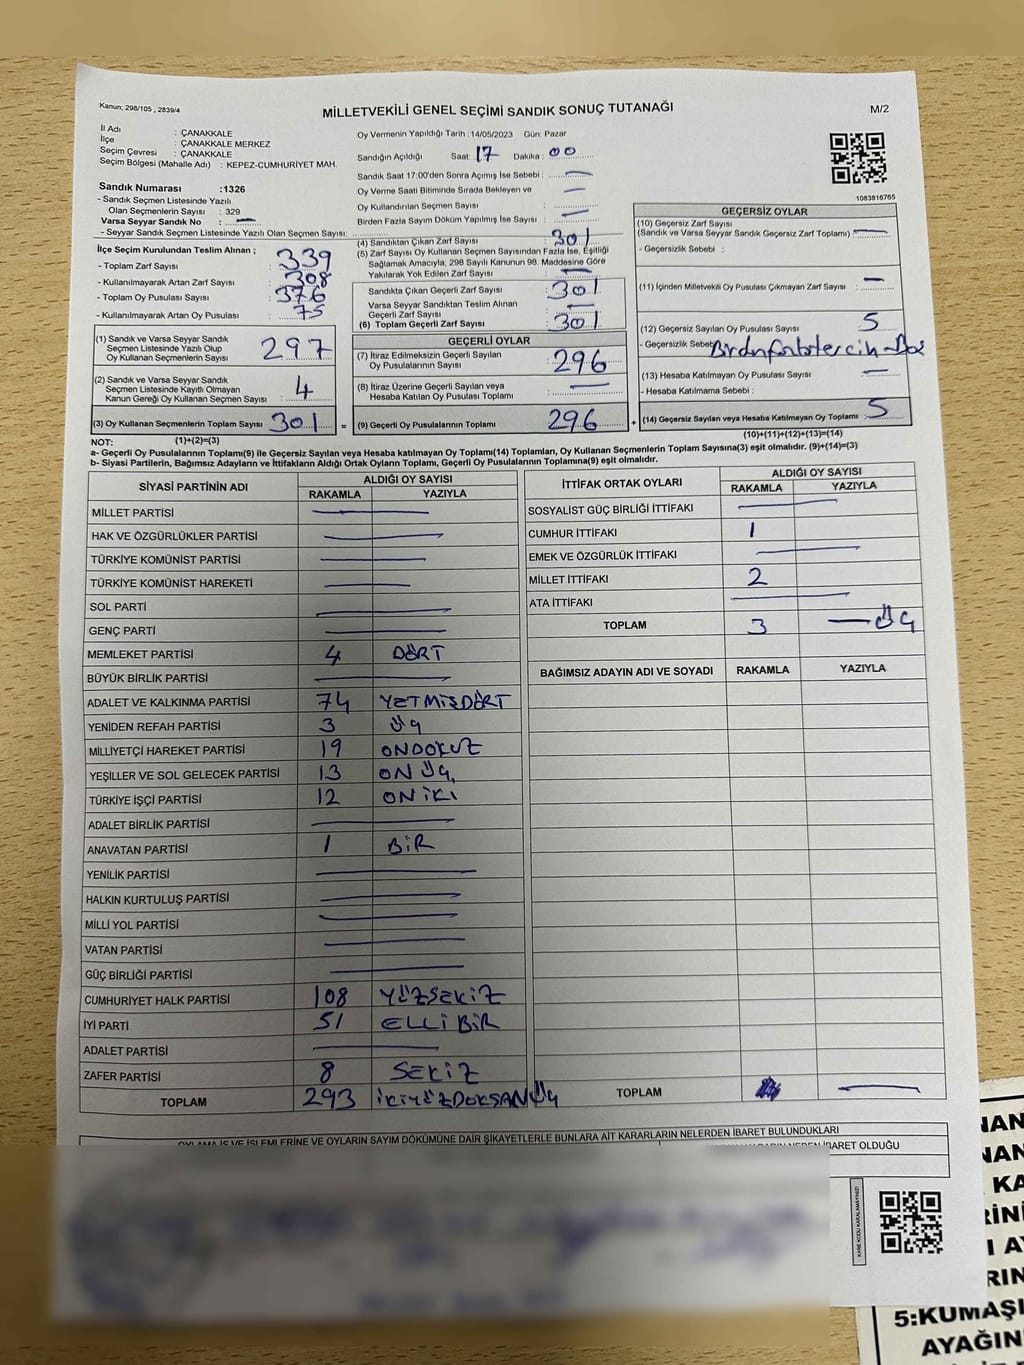 Kanun; 298/105 , 2839/4
MİLLETVEKİLİ GENEL SEÇİMİ SANDIK SONUÇ TUTANAĞI
M/2
İl Adı : ÇANAKKALE
İlçe : ÇANAKKALE MERKEZ
Seçim Çevresi : ÇANAKKALE
Seçim Bölgesi (Mahalle Adı) : KEPEZ-CUMHURİYET MAH.
Sandık Numarası :1326
- Sandık Seçmen Listesinde Yazılı
Olan Seçmenlerin Sayısı : 329
Varsa Seyyar Sandık No : —
- Seyyar Sandık Seçmen Listesinde Yazılı Olan Seçmen Sayısı:
Oy Vermenin Yapıldığı Tarih :14/05/2023 Gün: Pazar
Sandığın Açıldığı Saat: 17 Dakika : 00
Sandık Saat 17:00'den Sonra Açımış İse Sebebi : —
Oy Verme Saati Bitiminde Sırada Bekleyen ve —
Oy Kullandırılan Seçmen Sayısı
Birden Fazla Sayım Döküm Yapılmış İse Sayısı : —
1083816765
İlçe Seçim Kurulundan Teslim Alınan ;
- Toplam Zarf Sayısı : 339
- Kullanılmayarak Artan Zarf Sayısı : 308
- Toplam Oy Pusulası Sayısı : 376
- Kullanılmayarak Artan Oy Pusulası : 75
(1) Sandık ve Varsa Seyyar Sandık
Seçmen Listesinde Yazılı Olup
Oy Kullanan Seçmenlerin Sayısı : 297
(2) Sandık ve Varsa Seyyar Sandık
Seçmen Listesinde Kayıtlı Olmayan
Kanun Gereği Oy Kullanan Seçmen Sayısı : 4
(3) Oy Kullanan Seçmenlerin Toplam Sayısı : 301 =
(1)+(2)=(3)
(4) Sandıktan Çıkan Zarf Sayısı : 301
(5) Zarf Sayısı Oy Kullanan Seçmen Sayısından Fazla İse, Eşitliği
Sağlamak Amacıyla, 298 Sayılı Kanunun 98. Maddesine Göre
Yakılarak Yok Edilen Zarf Sayısı : —
Sandıkta Çıkan Geçerli Zarf Sayısı : 301
Varsa Seyyar Sandıktan Teslim Alınan
Geçerli Zarf Sayısı : —
(6) Toplam Geçerli Zarf Sayısı : 301
GEÇERLİ OYLAR
(7) İtiraz Edilmeksizin Geçerli Sayılan
Oy Pusulalarının Sayısı : 296
(8) İtiraz Üzerine Geçerli Sayılan veya
Hesaba Katılan Oy Pusulası Toplamı : —
(9) Geçerli Oy Pusulalarının Toplamı : 296 +
GEÇERSİZ OYLAR
(10) Geçersiz Zarf Sayısı
(Sandık ve Varsa Seyyar Sandık Geçersiz Zarf Toplamı) : —
- Geçersizlik Sebebi :
(11) İçinden Milletvekili Oy Pusulası Çıkmayan Zarf Sayısı : —
(12) Geçersiz Sayılan Oy Pusulası Sayısı : 5
- Geçersizlik Sebebi
(13) Hesaba Katılmayan Oy Pusulası Sayısı : —
- Hesaba Katılmama Sebebi :
(14) Geçersiz Sayılan veya Hesaba Katılmayan Oy Toplamı : 5
(10)+(11)+(12)+(13)=(14)
NOT:
a- Geçerli Oy Pusulalarının Toplamı(9) ile Geçersiz Sayılan veya Hesaba katılmayan Oy Toplamı(14) Toplamları, Oy Kullanan Seçmenlerin Toplam Sayısına(3) eşit olmalıdır. (9)+(14)=(3)
b- Siyasi Partilerin, Bağımsız Adayların ve İttifakların Aldığı Ortak Oyların Toplamı, Geçerli Oy Pusulalarının Toplamına(9) eşit olmalıdır.
SİYASİ PARTİNİN ADI ALDIĞI OY SAYISI
RAKAMLA YAZIYLA
MİLLET PARTİSİ —
HAK VE ÖZGÜRLÜKLER PARTİSİ —
TÜRKİYE KOMÜNİST PARTİSİ —
TÜRKİYE KOMÜNİST HAREKETİ —
SOL PARTİ —
GENÇ PARTİ —
MEMLEKET PARTİSİ 4 DÖRT
BÜYÜK BİRLİK PARTİSİ —
ADALET VE KALKINMA PARTİSİ 74 YETMİŞDÖRT
YENİDEN REFAH PARTİSİ 3 ÜÇ
MİLLİYETÇİ HAREKET PARTİSİ 19 ONDOKUZ
YEŞİLLER VE SOL GELECEK PARTİSİ 13 ONÜÇ
TÜRKİYE İŞÇİ PARTİSİ 12 ONİKİ
ADALET BİRLİK PARTİSİ —
ANAVATAN PARTİSİ 1 BİR
YENİLİK PARTİSİ —
HALKIN KURTULUŞ PARTİSİ —
MİLLİ YOL PARTİSİ —
VATAN PARTİSİ —
GÜÇ BİRLİĞİ PARTİSİ —
CUMHURİYET HALK PARTİSİ 108 YÜZSEKİZ
İYİ PARTİ 51 ELLİ BİR
ADALET PARTİSİ —
ZAFER PARTİSİ 8 SEKİZ
TOPLAM 293 İKİYÜZDOKSANÜÇ
İTTİFAK ORTAK OYLARI ALDIĞI OY SAYISI
RAKAMLA YAZIYLA
SOSYALİST GÜÇ BİRLİĞİ İTTİFAKI —
CUMHUR İTTİFAKI 1
EMEK VE ÖZGÜRLÜK İTTİFAKI —
MİLLET İTTİFAKI 2
ATA İTTİFAKI —
TOPLAM 3 — ÜÇ
BAĞIMSIZ ADAYIN ADI VE SOYADI RAKAMLA YAZIYLA
TOPLAM —
OYLAMA İŞ VE İŞLEMLERİNE VE OYLARIN SAYIM DÖKÜMÜNE DAİR ŞİKAYETLERLE BUNLARA AİT KARARLARIN NELERDEN İBARET BULUNDUKLARI
İBARET OLDUĞU
KARE KODU KARALAMAYINIZ!
5:KUMAŞI
AYAĞIN